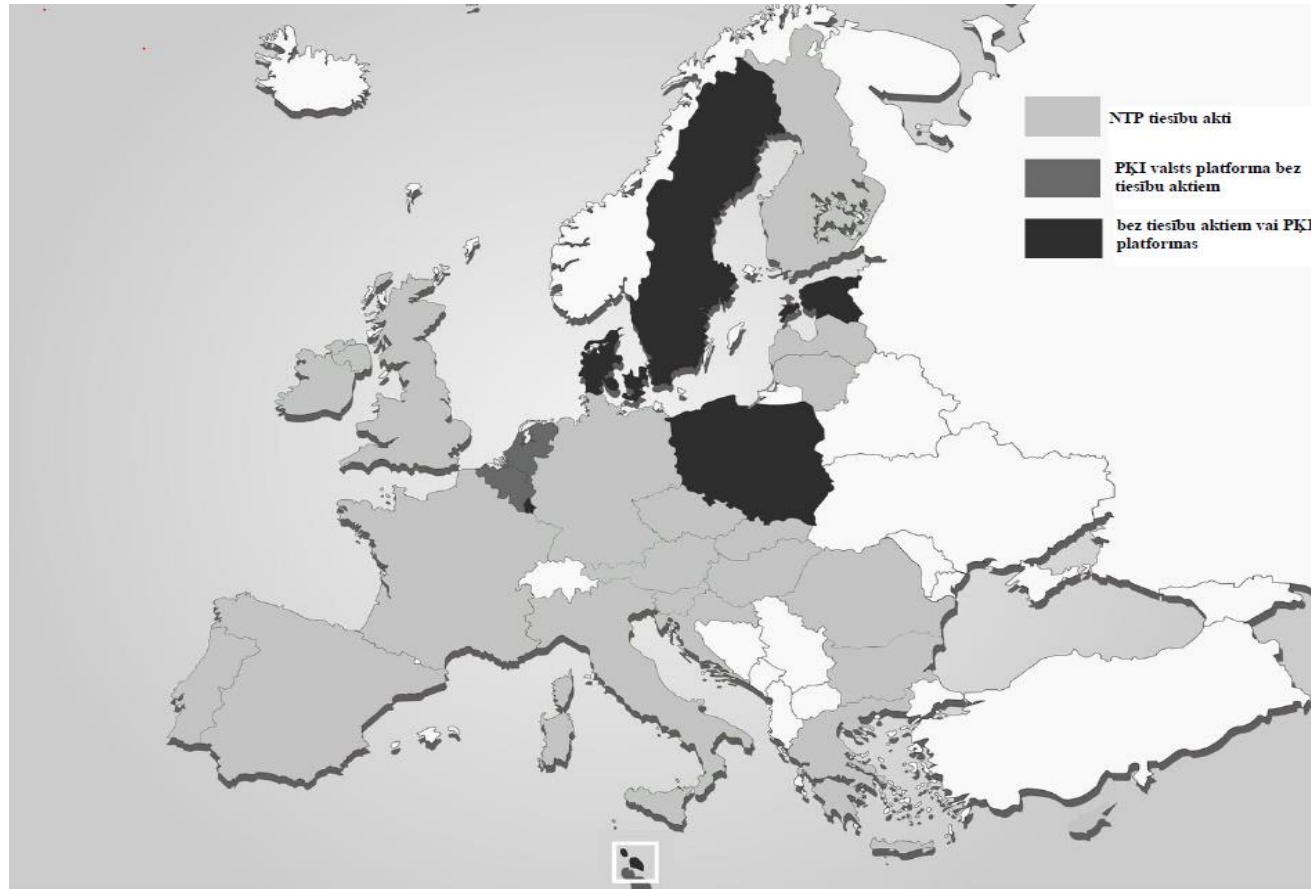 NTP tiesību akti
PĶI valsts platforma bez
tiesību aktiem
bez tiesību aktiem vai PĶI
platformas